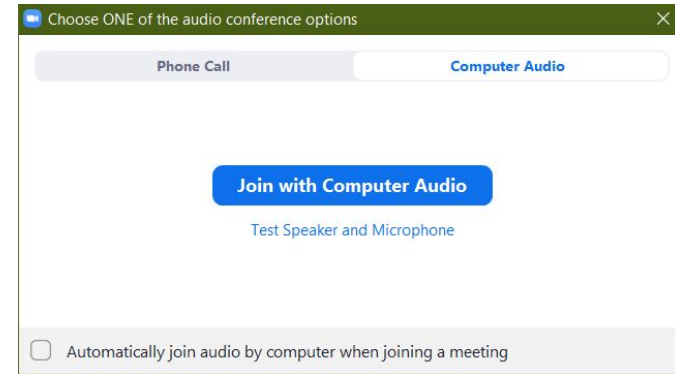 Choose ONE of the audio conference options
Phone Call
Computer Audio
Join with Computer Audio
Test Speaker and Microphone
Automatically join audio by computer when joining a meeting